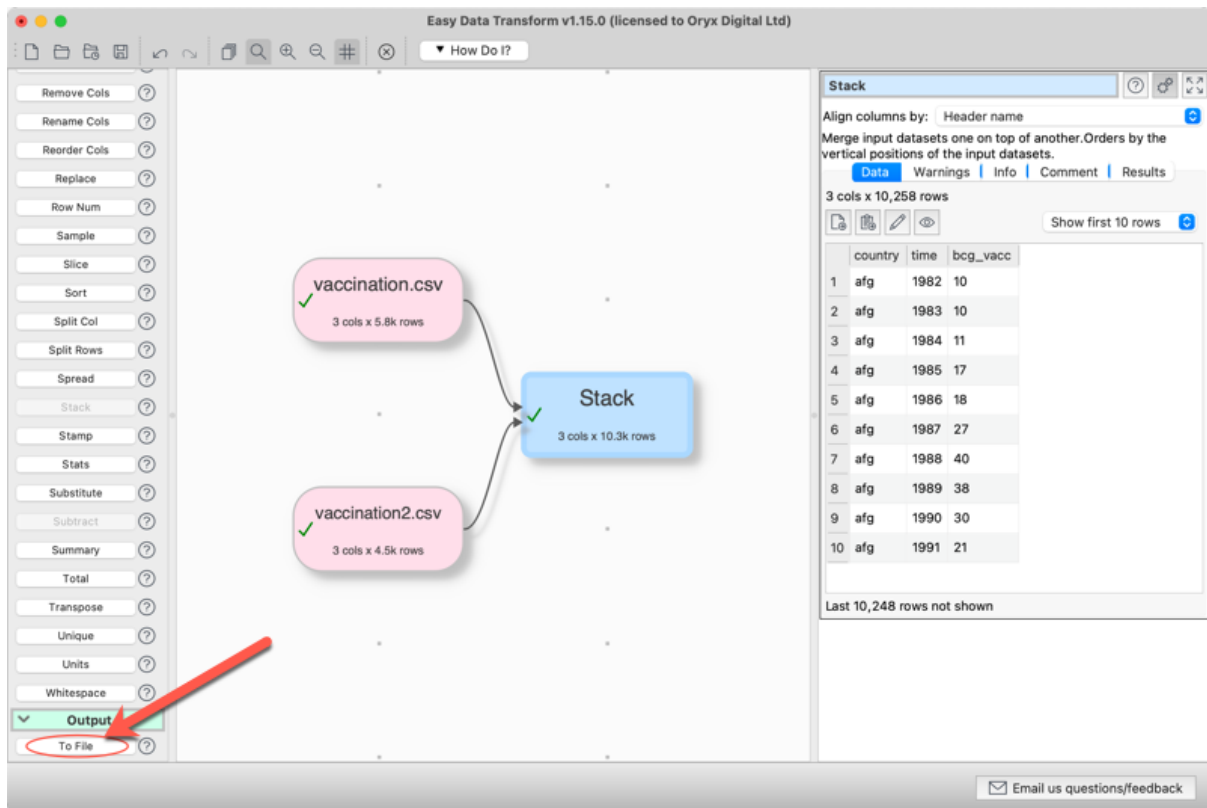 Easy Data Transform v1.15.0 (licensed to Oryx Digital Ltd)
▼ How Do I?
Remove Cols
Rename Cols
Reorder Cols
Replace
Row Num
Sample
Slice
Sort
Split Col
Split Rows
Spread
Stack
Stamp
Stats
Substitute
Subtract
Summary
Total
Transpose
Unique
Units
Whitespace
Output
To File
vaccination.csv
3 cols x 5.8k rows
Stack
3 cols x 10.3k rows
vaccination2.csv
3 cols x 4.5k rows
Stack
Align columns by: Header name
Merge input datasets one on top of another.Orders by the
vertical positions of the input datasets.
Data Warnings Info Comment Results
3 cols x 10,258 rows
Show first 10 rows
country time bcg_vacc
1 afg 1982 10
2 afg 1983 10
3 afg 1984 11
4 afg 1985 17
5 afg 1986 18
6 afg 1987 27
7 afg 1988 40
8 afg 1989 38
9 afg 1990 30
10 afg 1991 21
Last 10,248 rows not shown
Email us questions/feedback